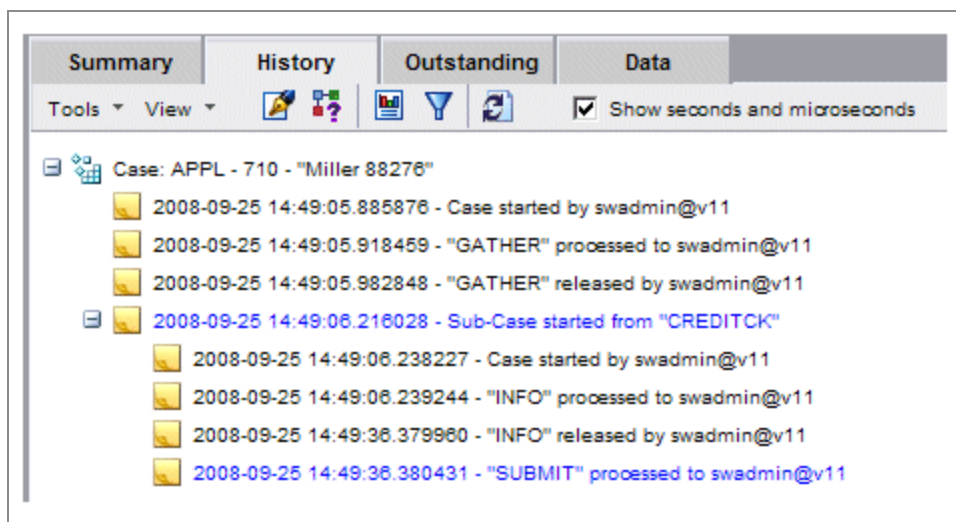 Summary History Outstanding Data
Tools View Show seconds and microseconds
Case: APPL - 710 - "Miller 88276"
2008-09-25 14:49:05.885876 - Case started by swadmin@v11
2008-09-25 14:49:05.918459 - "GATHER" processed to swadmin@v11
2008-09-25 14:49:05.982848 - "GATHER" released by swadmin@v11
2008-09-25 14:49:06.216028 - Sub-Case started from "CREDITCK"
2008-09-25 14:49:06.238227 - Case started by swadmin@v11
2008-09-25 14:49:06.239244 - "INFO" processed to swadmin@v11
2008-09-25 14:49:36.379960 - "INFO" released by swadmin@v11
2008-09-25 14:49:36.380431 - "SUBMIT" processed to swadmin@v11